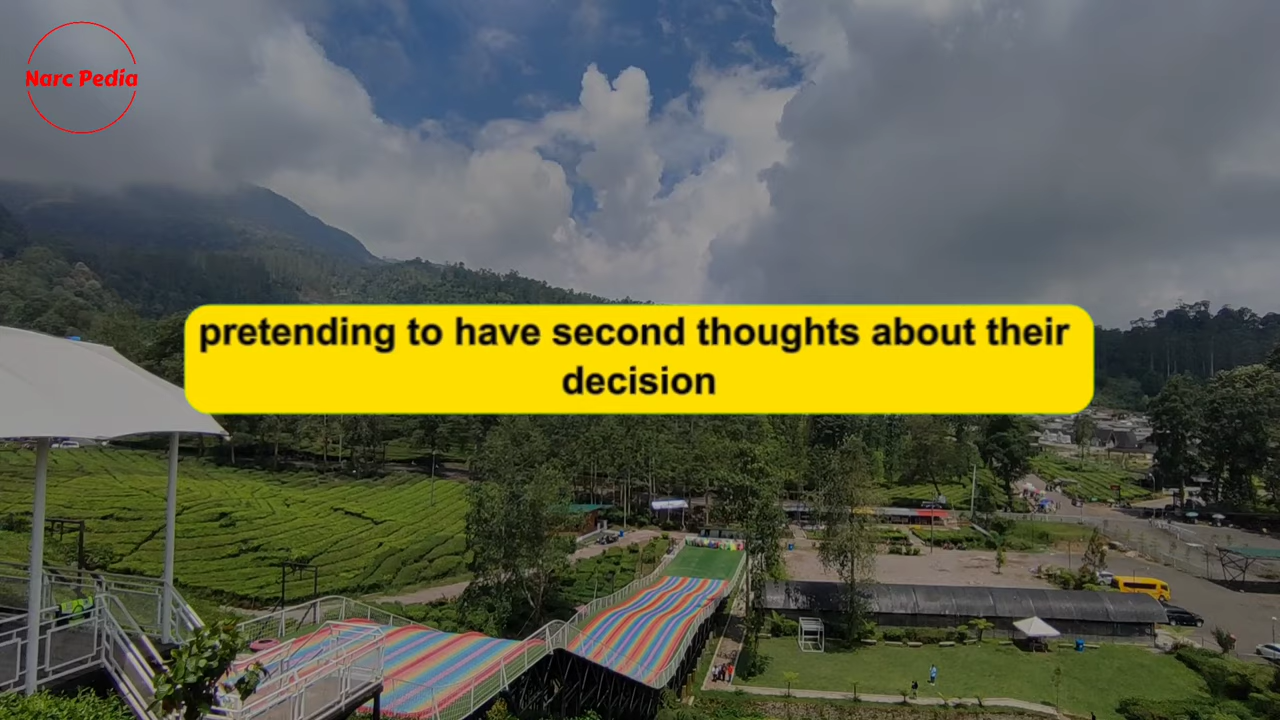 Narc Pedia
pretending to have second thoughts about their
decision